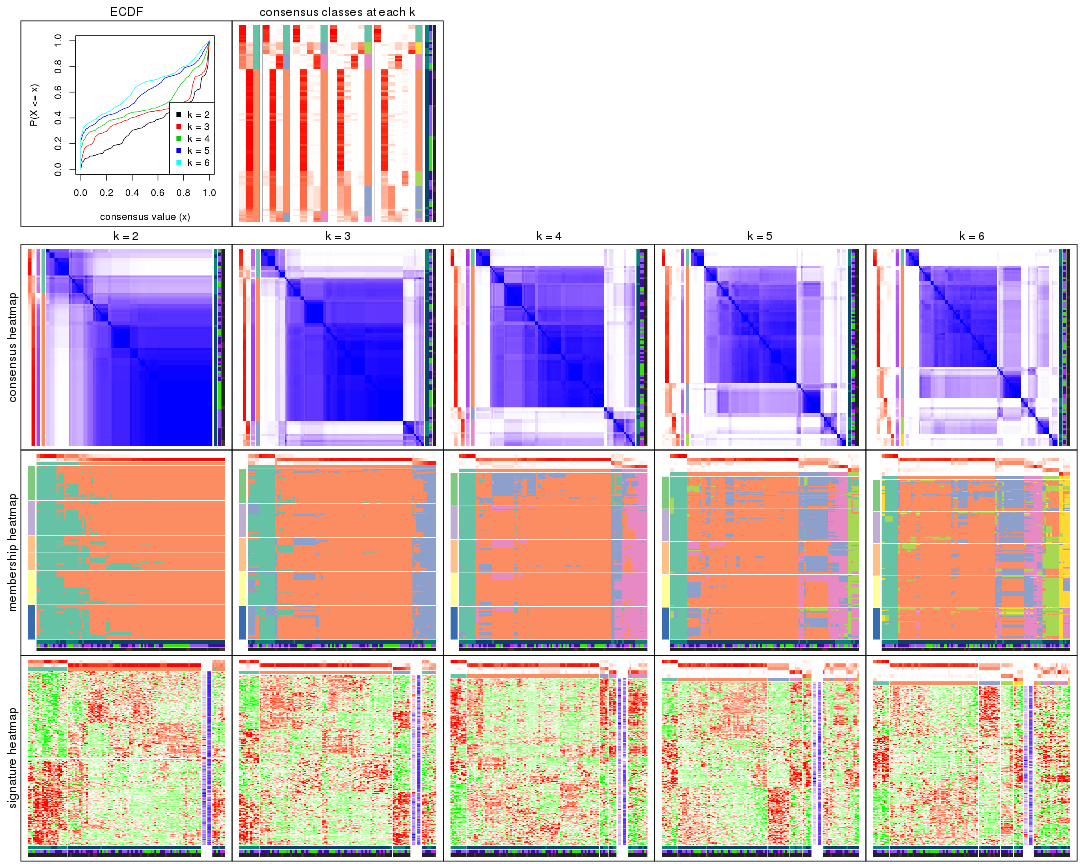 ECDF
consensus classes at each k
P(X <= x)
0.0
0.2
0.4
0.6
0.8
1.0
k = 2
k = 3
k = 4
k = 5
k = 6
0.0 0.2 0.4 0.6 0.8 1.0
consensus value (x)
k = 2
k = 3
k = 4
k = 5
k = 6
consensus heatmap
membership heatmap
signature heatmap